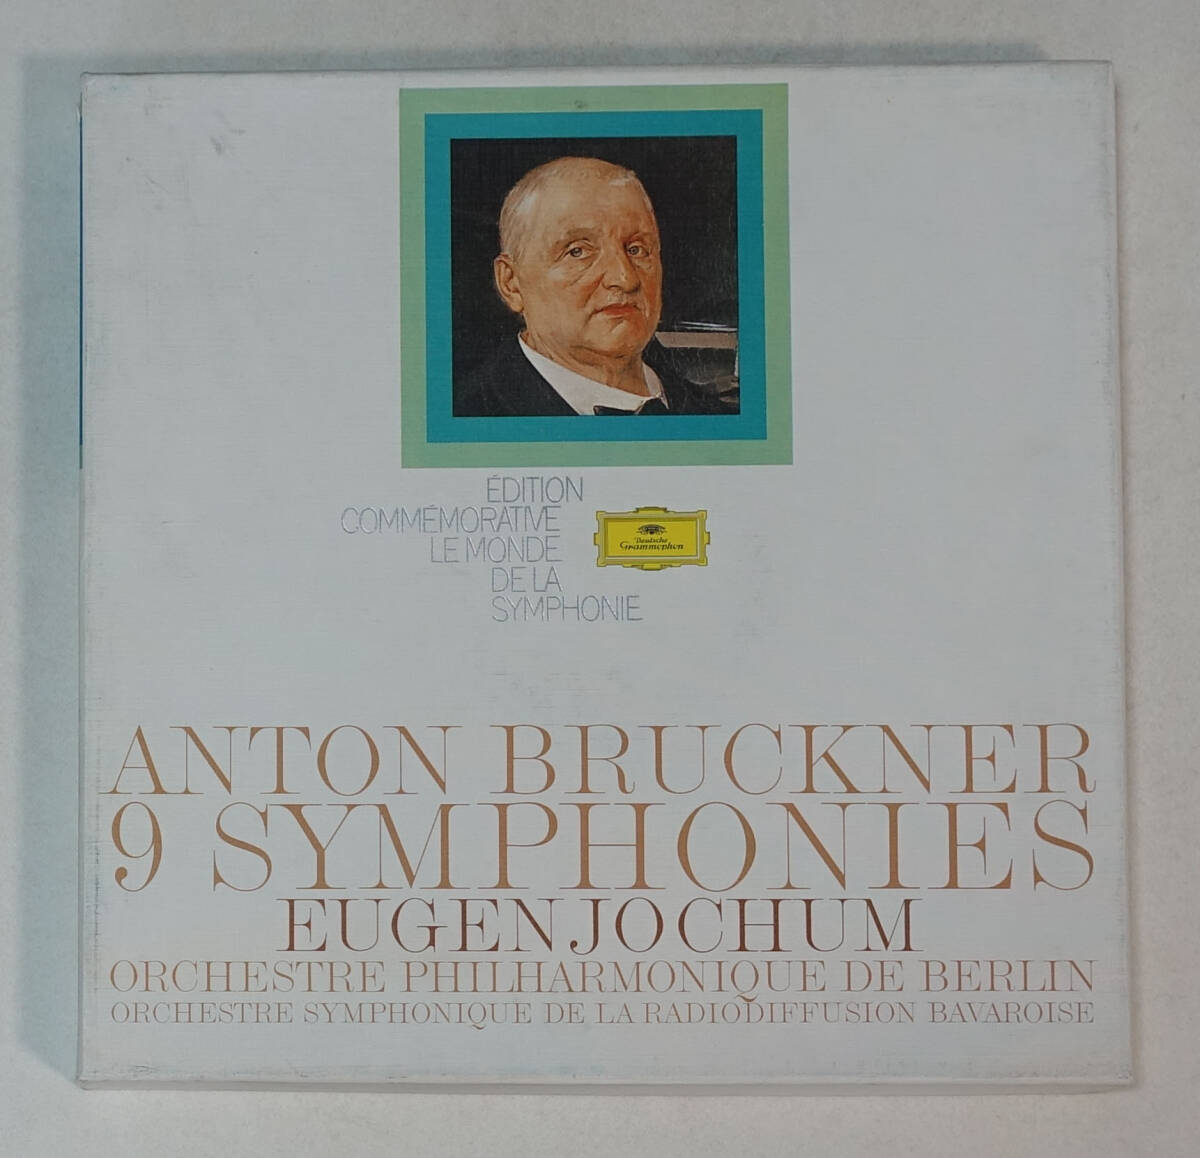 ÉDITION
COMMÉMORATIVE
LE MONDE
DE LA
SYMPHONIE
Deutsche
Grammophon
ANTON BRUCKNER
9 SYMPHONIES
EUGEN JOCHUM
ORCHESTRE PHILHARMONIQUE DE BERLIN
ORCHESTRE SYMPHONIQUE DE LA RADIODIFFUSION BAVAROISE